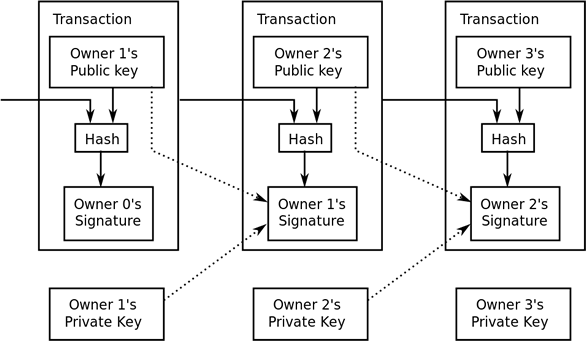 Transaction
Owner 1's
Public key
Hash
Owner 0's
Signature
Transaction
Owner 2's
Public key
Hash
Owner 1's
Signature
Transaction
Owner 3's
Public key
Hash
Owner 2's
Signature
Owner 1's
Private Key
Owner 2's
Private Key
Owner 3's
Private Key